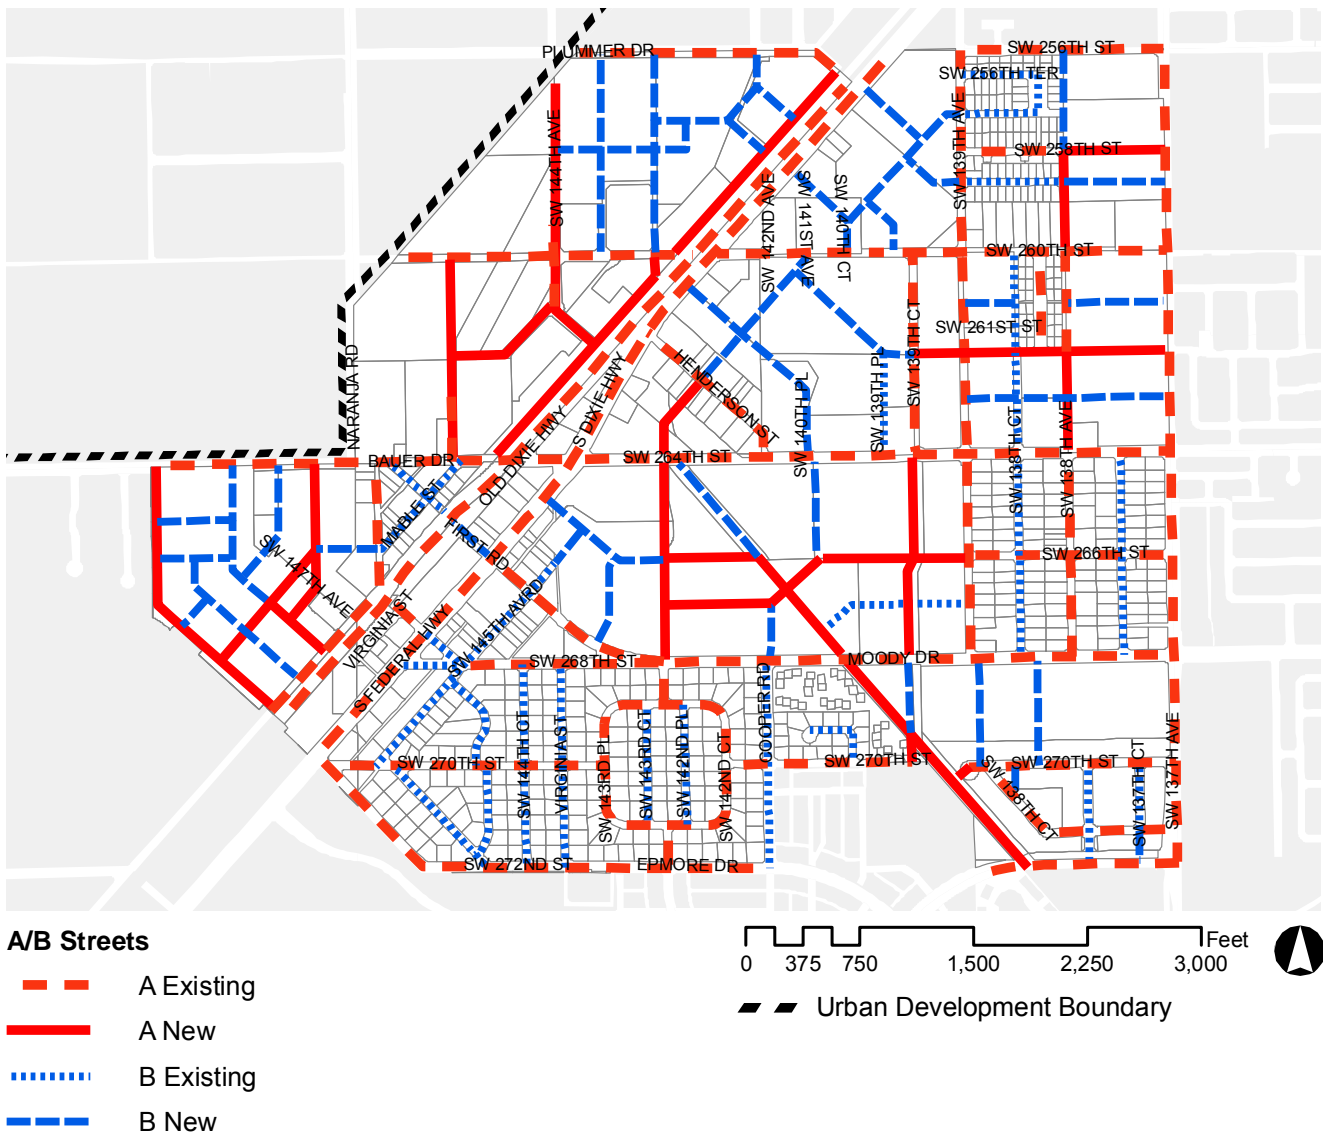 PLUMMER DR
SW 256TH ST
SW 256TH TER
SW 139TH AVE
SW 144TH AVE
SW 258TH ST
SW 142ND AVE
SW 141ST AVE
SW 140TH CT
SW 260TH ST
SW 261ST ST
SW 139TH CT
NARANJA RD
HENDERSON ST
S DIXIE HWY
OLD DIXIE HWY
SW 140TH PL
SW 139TH PL
SW 138TH CT
SW 138TH AVE
BAUER DR
SW 264TH ST
MABLE ST
FIRST RD
SW 147TH AVE
SW 266TH ST
VIRGINIA ST
S FEDERAL HWY
SW 145TH AVRD
SW 268TH ST
MOODY DR
COOPER RD
SW 144TH CT
VIRGINIA ST
SW 143RD PL
SW 143RD CT
SW 142ND PL
SW 142ND CT
SW 270TH ST
SW 270TH ST
SW 270TH ST
SW 138TH CT
SW 137TH CT
SW 137TH AVE
SW 272ND ST
EPMORE DR
A/B Streets
A Existing
A New
B Existing
B New
Feet
0 375 750 1,500 2,250 3,000
Urban Development Boundary